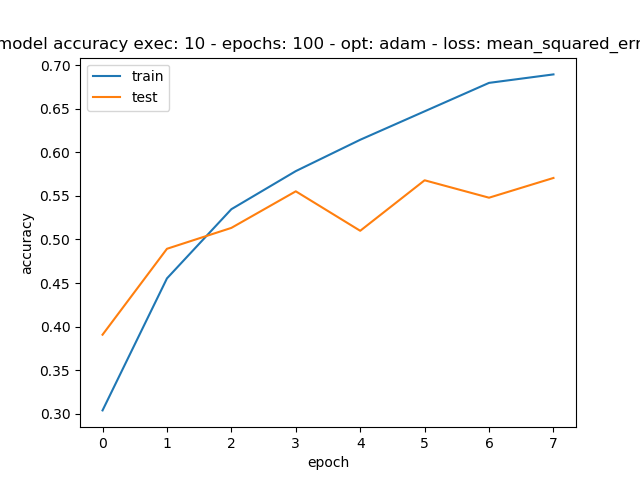 model accuracy exec: 10 - epochs: 100 - opt: adam - loss: mean_squared_err
train
test
0.70
0.65
0.60
0.55
0.50
0.45
0.40
0.35
0.30
accuracy
0 1 2 3 4 5 6 7
epoch